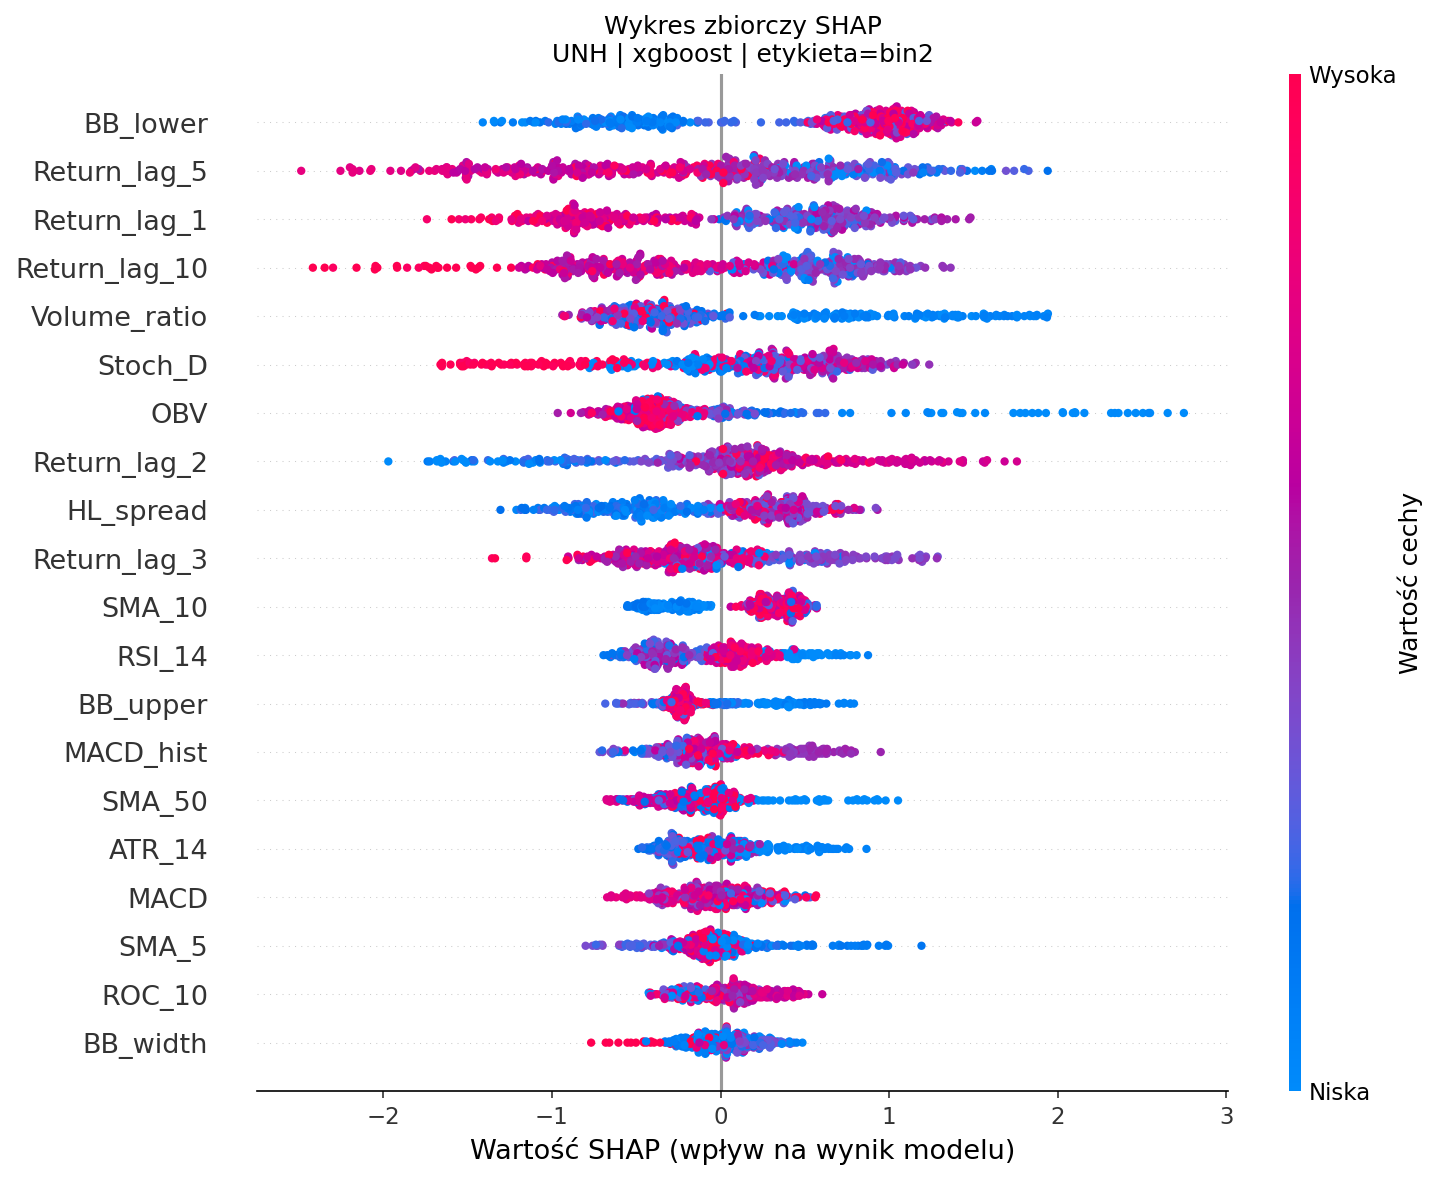 Wykres zbiorczy SHAP
UNH | xgboost | etykieta=bin2
BB_lower
Return_lag_5
Return_lag_1
Return_lag_10
Volume_ratio
Stoch_D
OBV
Return_lag_2
HL_spread
Return_lag_3
SMA_10
RSI_14
BB_upper
MACD_hist
SMA_50
ATR_14
MACD
SMA_5
ROC_10
BB_width
−2 −1 0 1 2 3
Wartość SHAP (wpływ na wynik modelu)
Wysoka
Wartość cechy
Niska